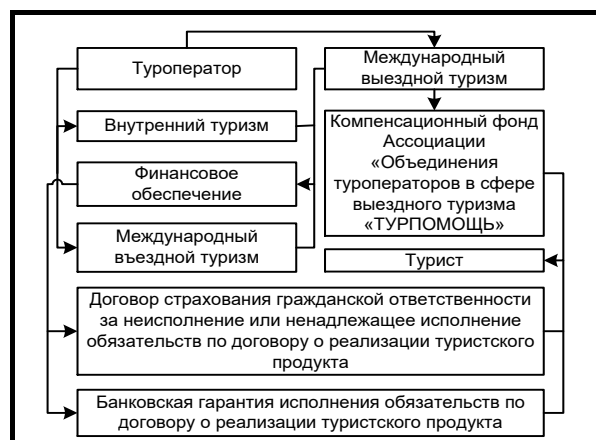 Туроператор
Международный
выездной туризм
Внутренний туризм
Компенсационный фонд
Ассоциации
«Объединения
туроператоров в сфере
выездного туризма
«ТУРПОМОЩЬ»
Финансовое
обеспечение
Международный
въездной туризм
Турист
Договор страхования гражданской ответственности
за неисполнение или ненадлежащее исполнение
обязательств по договору о реализации туристского
продукта
Банковская гарантия исполнения обязательств по
договору о реализации туристского продукта